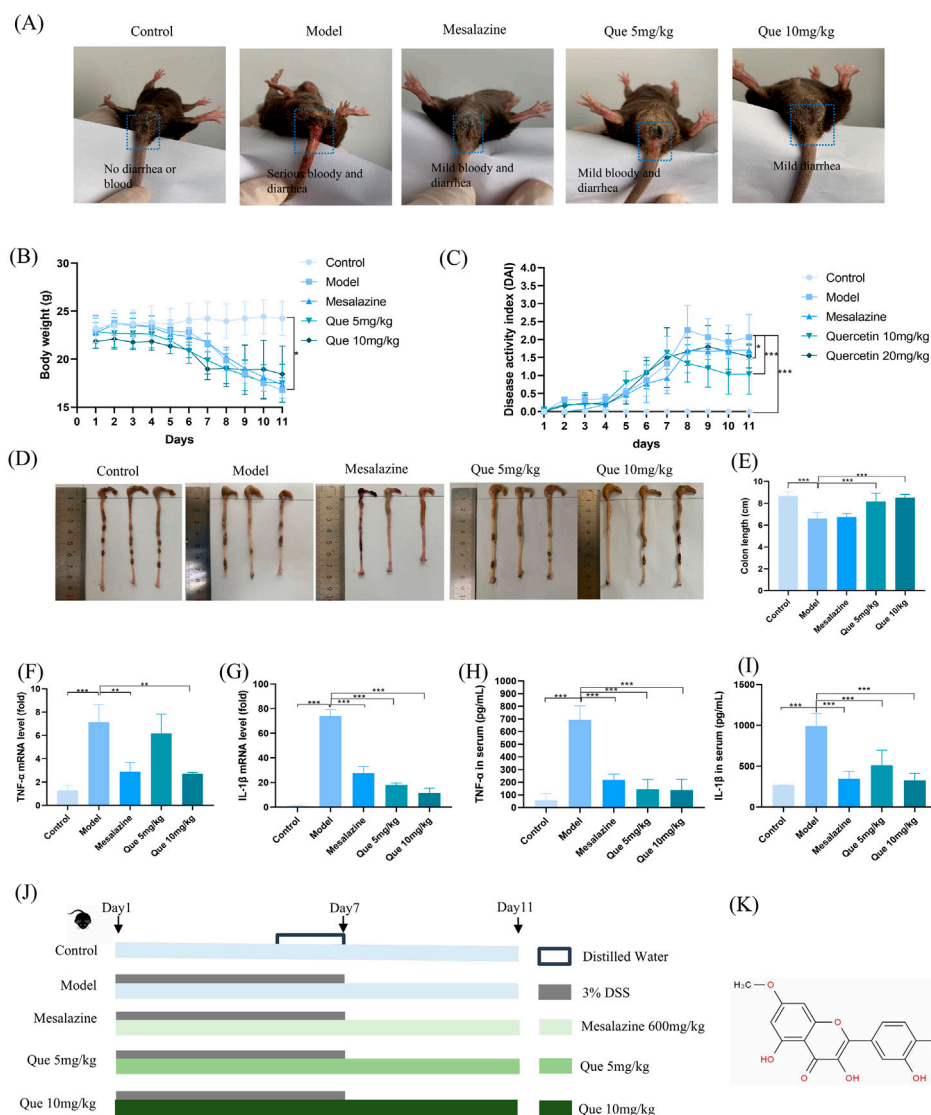 (A)
Control Model Mesalazine Que 5mg/kg Que 10mg/kg
No diarrhea or
blood
Serious bloody and
diarrhea
Mild bloody and
diarrhea
Mild bloody and
diarrhea
Mild diarrhea
(B)
Body weight (g)
30
25
20
15
0 1 2 3 4 5 6 7 8 9 10 11
Days
Control
Model
Mesalazine
Que 5mg/kg
Que 10mg/kg
*
(C)
Disease activity index (DAI)
4.0
3.5
3.0
2.5
2.0
1.5
1.0
0.5
0.0
1 2 3 4 5 6 7 8 9 10 11
days
Control
Model
Mesalazine
Quercetin 10mg/kg
Quercetin 20mg/kg
* *** ***
(D)
Control Model Mesalazine Que 5mg/kg Que 10mg/kg
(E)
Colon length (cm)
10
8
6
4
2
0
*** *** ***
Control Model Mesalazine Que 5mg/kg Que 10/kg
(F)
TNF-α mRNA level (fold)
10
8
6
4
2
0
*** ** **
Control Model Mesalazine Que 5mg/kg Que 10mg/kg
(G)
IL-1β mRNA level (fold)
100
80
60
40
20
0
*** *** *** ***
Control Model Mesalazine Que 5mg/kg Que 10mg/kg
(H)
TNF-α in serum (pg/mL)
1000
900
800
700
600
500
400
300
200
100
0
*** *** *** ***
Control Model Mesalazine Que 5mg/kg Que 10mg/kg
(I)
IL-1β in serum (pg/mL)
1500
1000
500
0
*** *** *** ***
Control Model Mesalazine Que 5mg/kg Que 10mg/kg
(J)
Day1 Day7 Day11
Control
Model
Mesalazine
Que 5mg/kg
Que 10mg/kg
Distilled Water
3% DSS
Mesalazine 600mg/kg
Que 5mg/kg
Que 10mg/kg
(K)
H₃C
O
O
HO
O
OH
OH